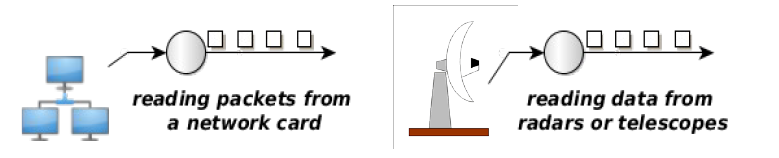 reading packets from
a network card
reading data from
radars or telescopes